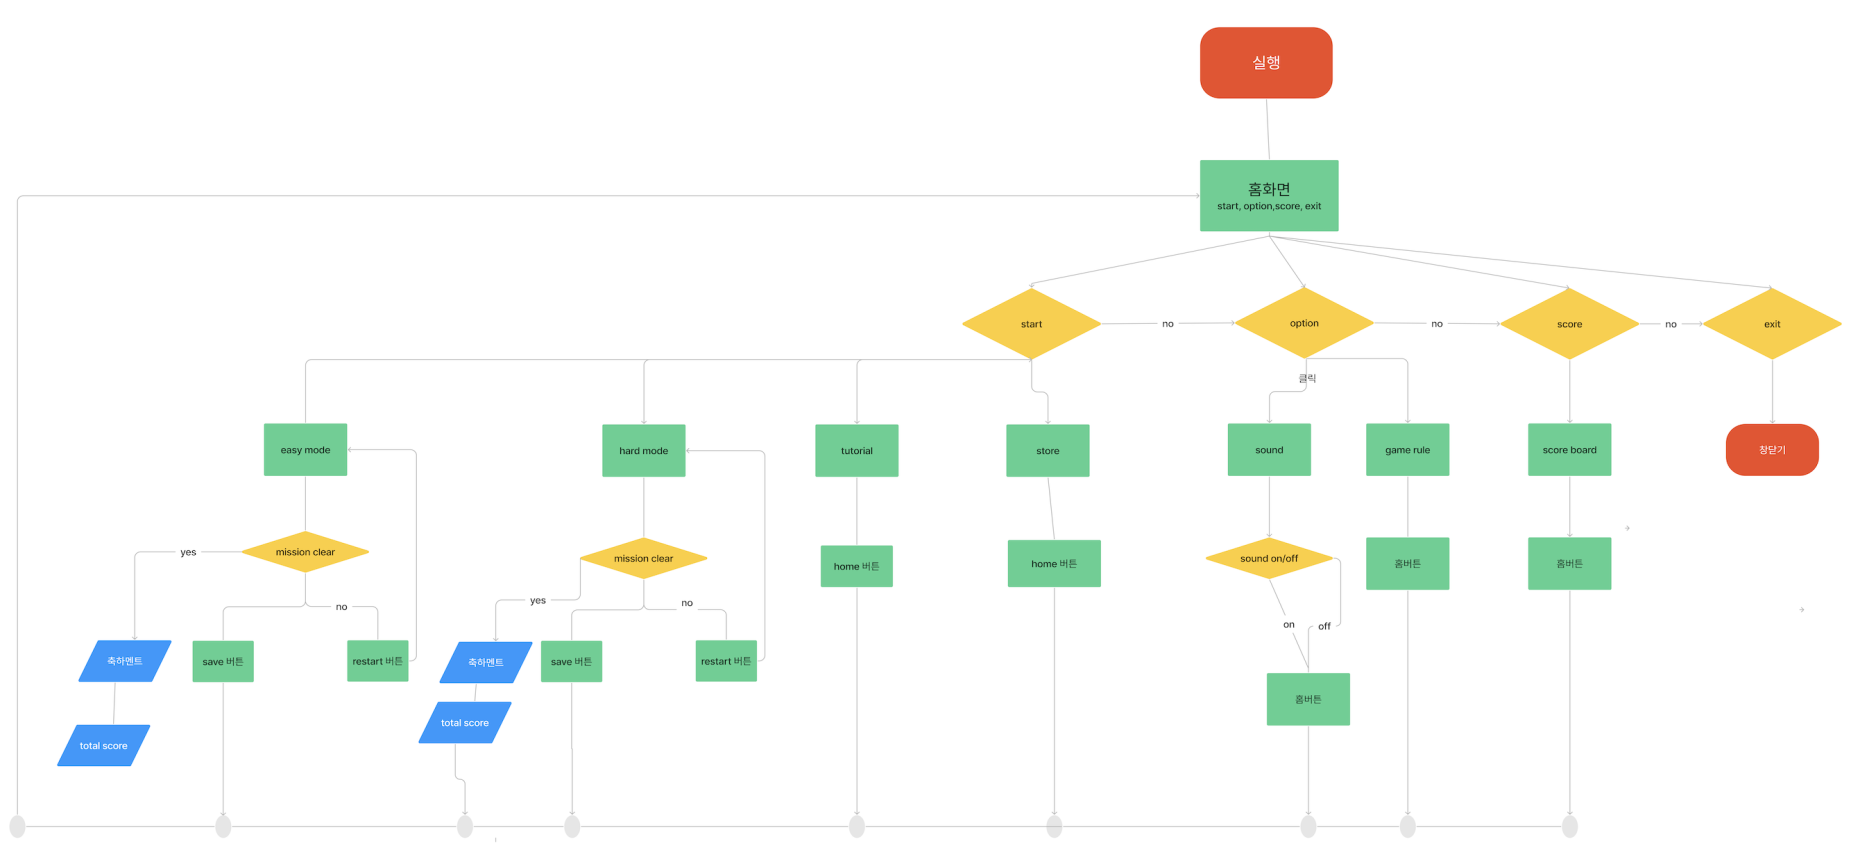 실행
홈화면
start, option,score, exit
start
no
option
no
score
no
exit
클릭
easy mode
hard mode
tutorial
store
sound
game rule
score board
창닫기
yes
mission clear
mission clear
home 버튼
home 버튼
sound on/off
홈버튼
홈버튼
no
yes
no
on
off
축하멘트
save 버튼
restart 버튼
축하멘트
save 버튼
restart 버튼
홈버튼
total score
total score